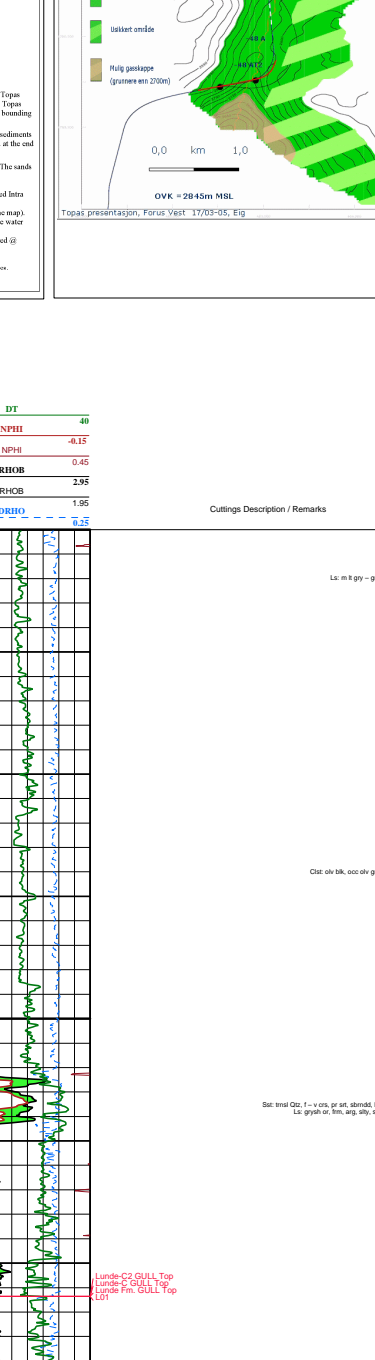 Topas
Topas
bounding
sediments
at the end
The sands
ud Intra
e map).
e water
ed @
es.
Usikkert område
Mulig gasskappe
(grunnere enn 2700m)
-48 A
-48 AT2
0,0 km 1,0
OVK = 2845m MSL
Topas presentasjon, Forus Vest 17/03-05, Eig
DT
40
NPHI
-0.15
NPHI
0.45
RHOB
2.95
RHOB
1.95
DRHO
0.25
Cuttings Description / Remarks
Ls: m lt gry – g
Clst: olv blk, occ olv g
Sst: trnsl Qtz, f – v crs, pr srt, sbrndd,
Ls: grysh or, frm, arg, slty, s
Lunde-C2 GULL Top
Lunde-C GULL Top
Lunde Fm. GULL Top
L01